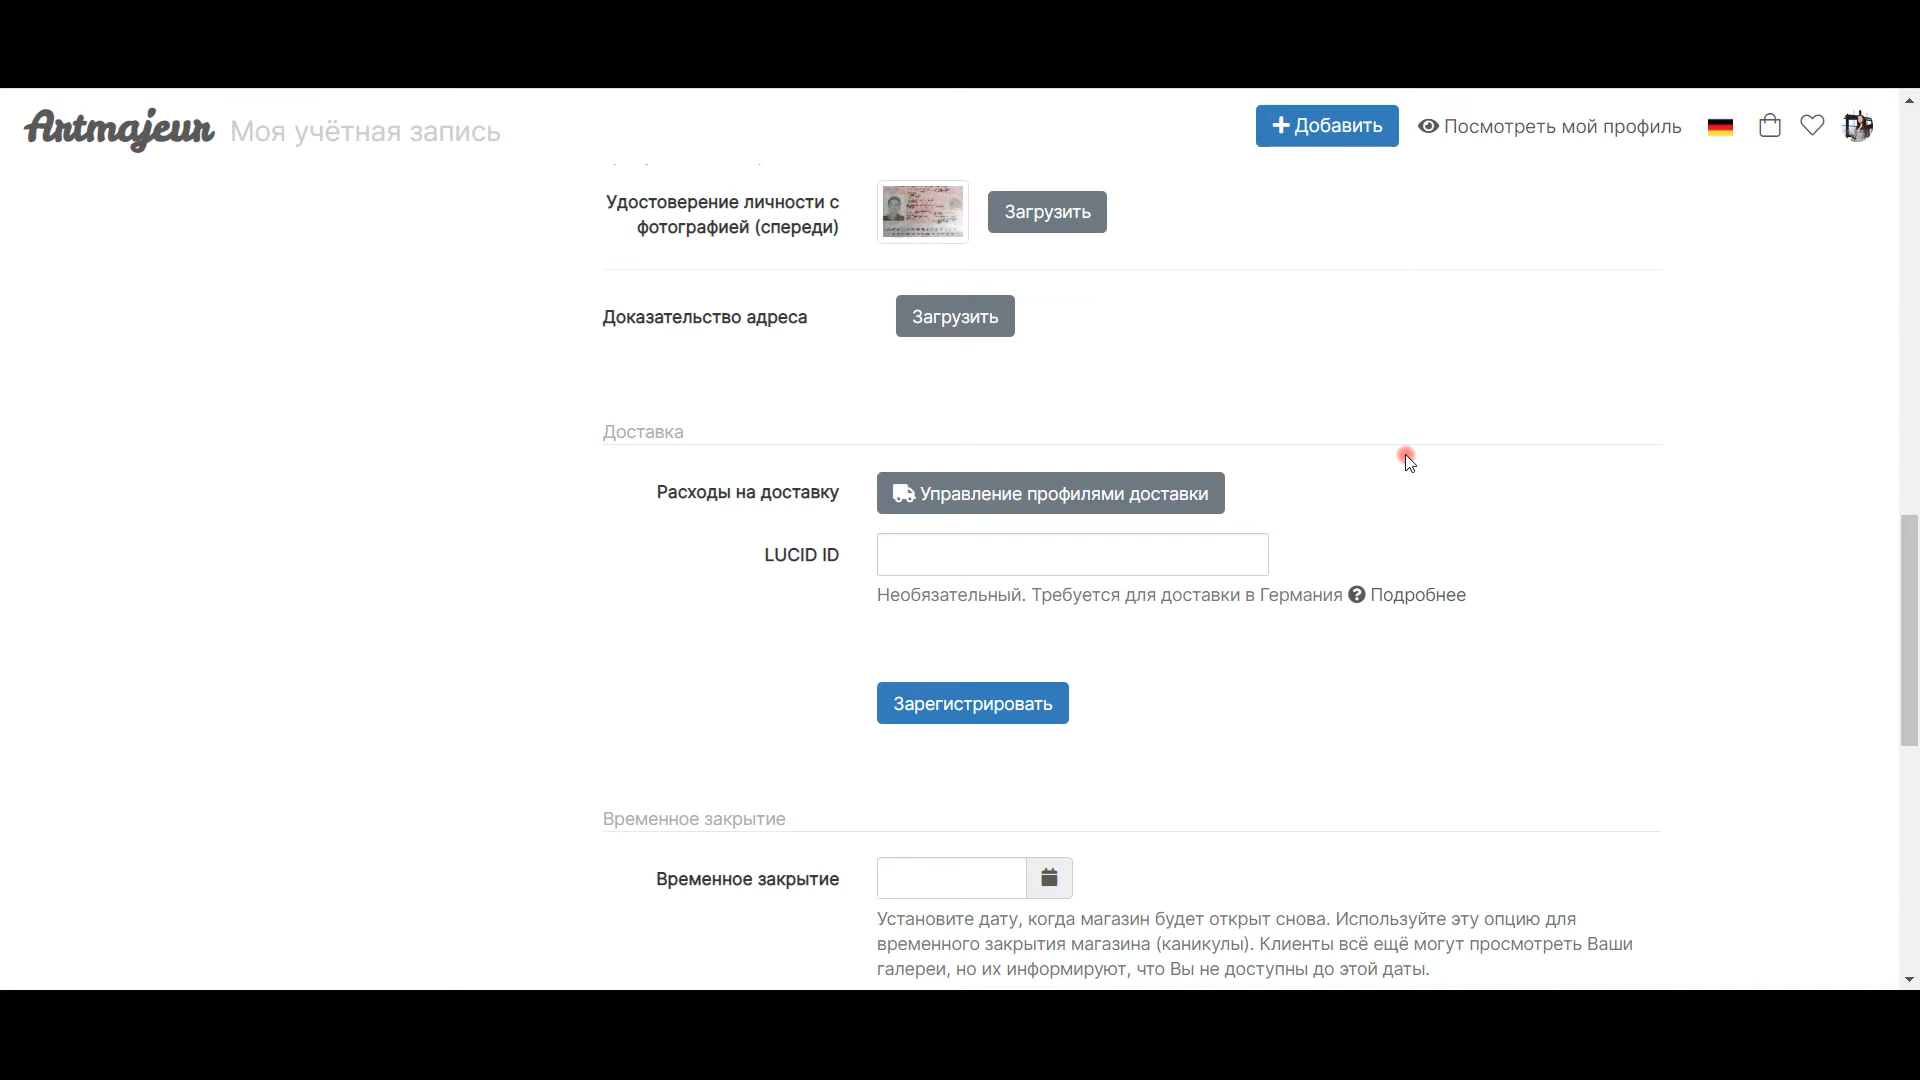 Artmajeur Моя учётная запись
Добавить
Посмотреть мой профиль
Удостоверение личности с
фотографией (спереди)
Загрузить
Доказательство адреса
Загрузить
Доставка
Расходы на доставку
Управление профилями доставки
LUCID ID
Необязательный. Требуется для доставки в Германия ? Подробнее
Зарегистрировать
Временное закрытие
Временное закрытие
Установите дату, когда магазин будет открыт снова. Используйте эту опцию для
временного закрытия магазина (каникулы). Клиенты всё ещё могут просмотреть Ваши
галереи, но их информируют, что Вы не доступны до этой даты.